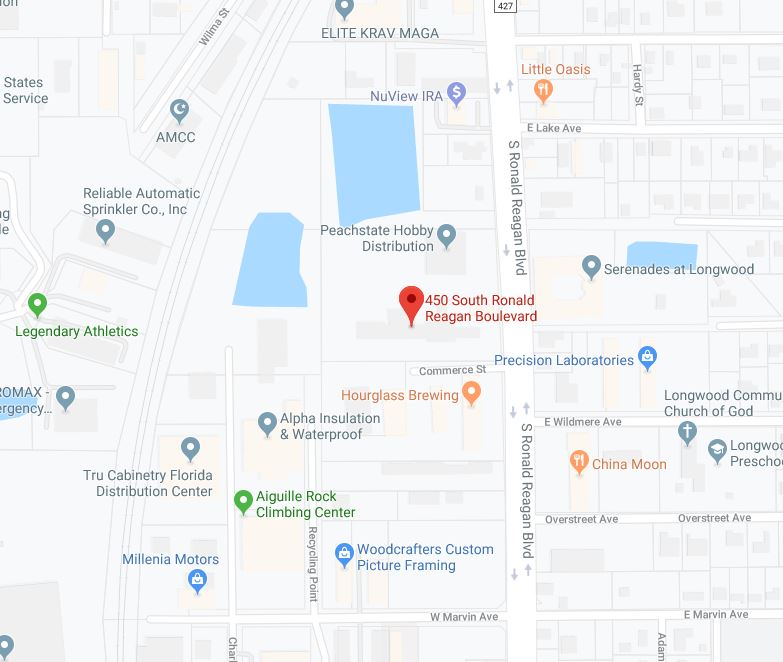 427
Wilma St
ELITE KRAV MAGA
States
Service
Little Oasis
Hardy St
NuView IRA
AMCC
E Lake Ave
S Ronald Reagan Blvd
Reliable Automatic
Sprinkler Co., Inc
Peachstate Hobby
Distribution
Serenades at Longwood
450 South Ronald
Reagan Boulevard
Legendary Athletics
Precision Laboratories
Commerce St
Hourglass Brewing
ROMAX -
ergency...
Longwood Commu
Church of God
Alpha Insulation
& Waterproof
E Wildmere Ave
S Ronald Reagan Blvd
Longwoo
Preschoo
China Moon
Tru Cabinetry Florida
Distribution Center
Aiguille Rock
Climbing Center
Overstreet Ave
Overstreet Ave
Recycling Point
Woodcrafters Custom
Picture Framing
Millenia Motors
W Marvin Ave
E Marvin Ave
Charl
Adam